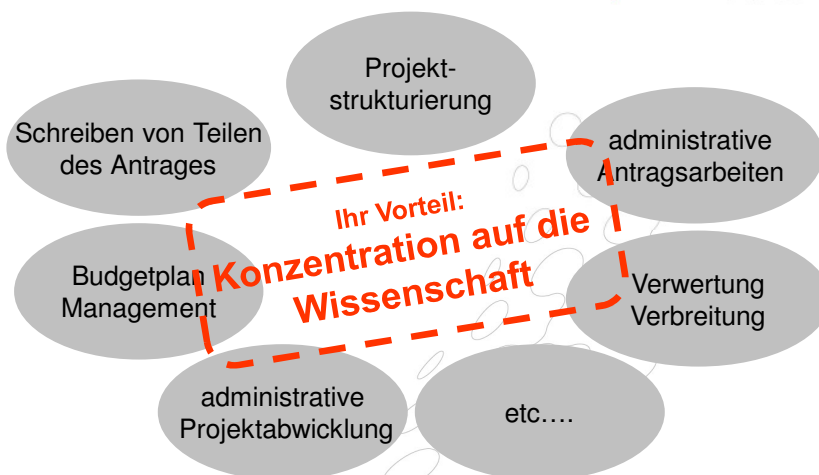 Projekt-
strukturierung
Schreiben von Teilen
des Antrages
administrative
Antragsarbeiten
Ihr Vorteil:
Konzentration auf die
Wissenschaft
Budgetplan
Management
Verwertung
Verbreitung
administrative
Projektabwicklung
etc....